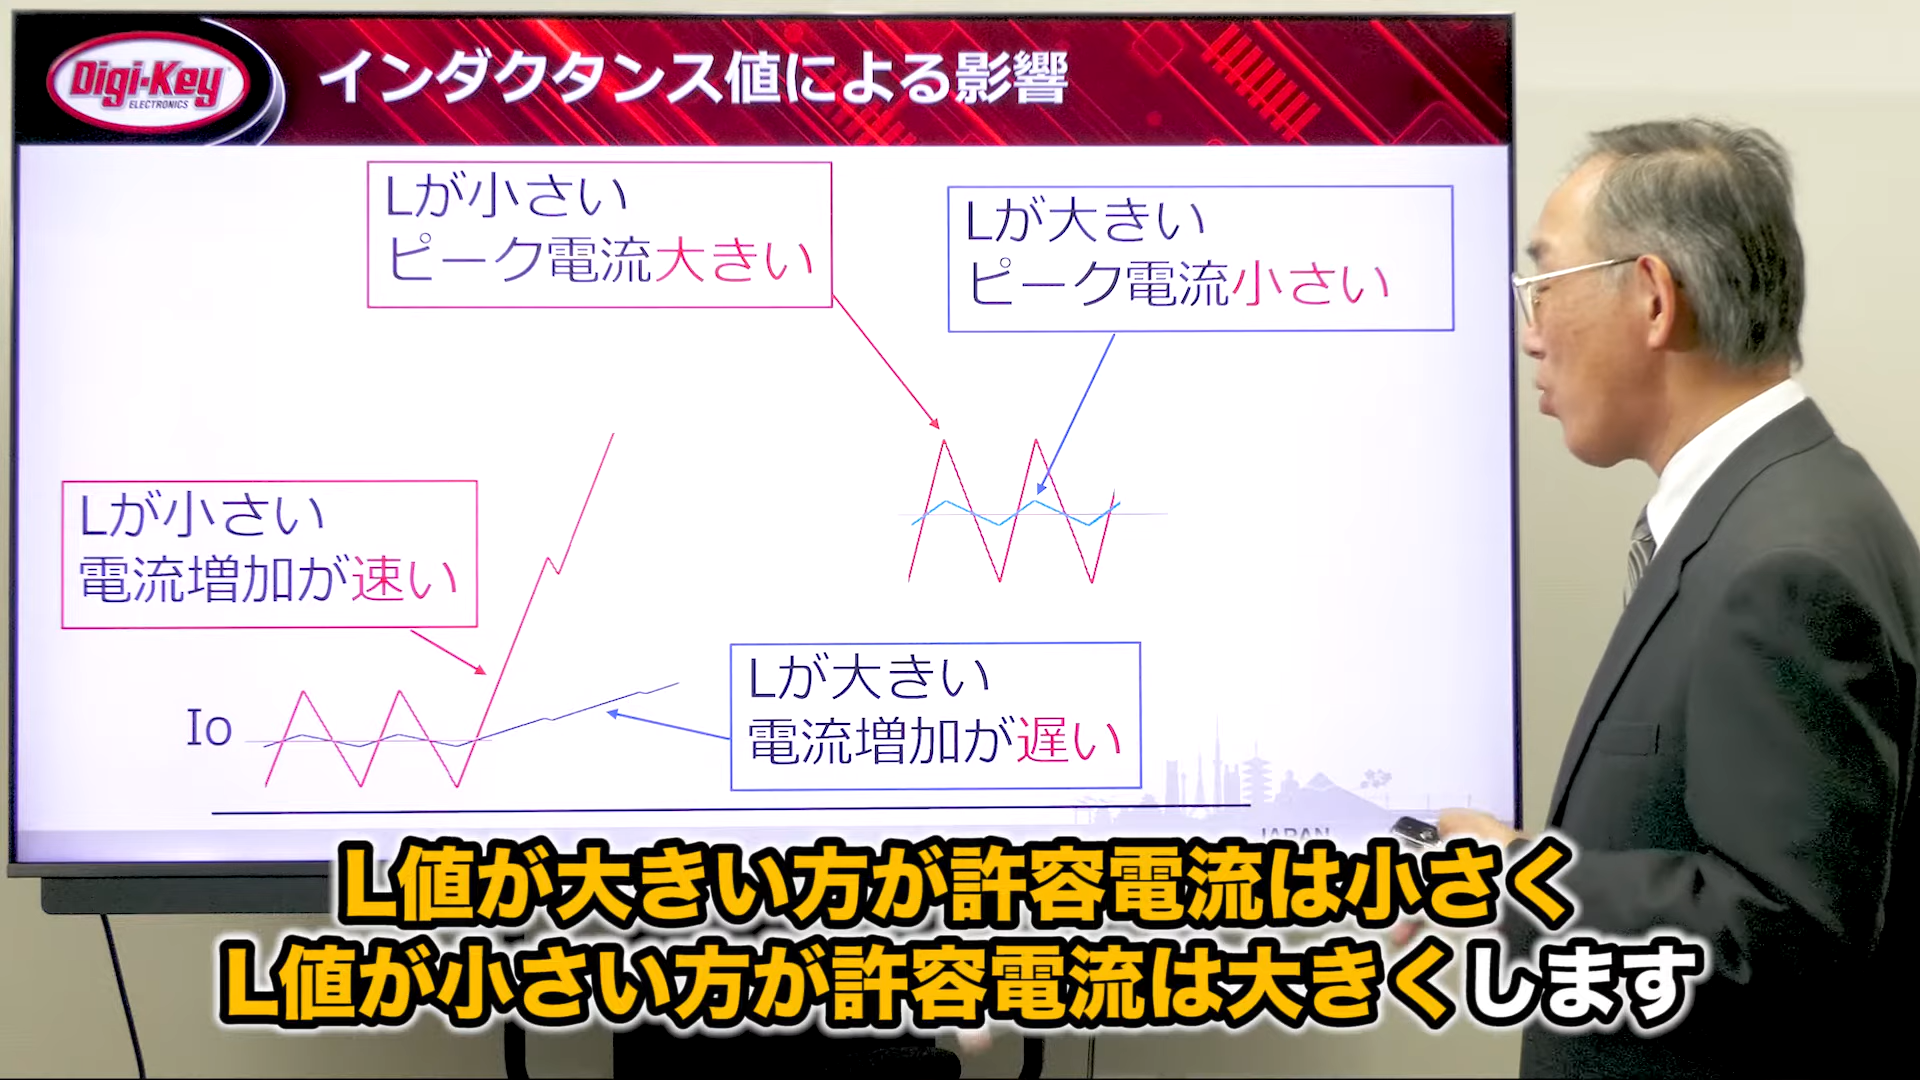 Digi-Key
ELECTRONICS
インダクタンス値による影響
Lが小さい
ピーク電流大きい
Lが大きい
ピーク電流小さい
Lが小さい
電流増加が速い
Io
Lが大きい
電流増加が遅い
JAPAN
L値が大きい方が許容電流は小さく
L値が小さい方が許容電流は大きくします